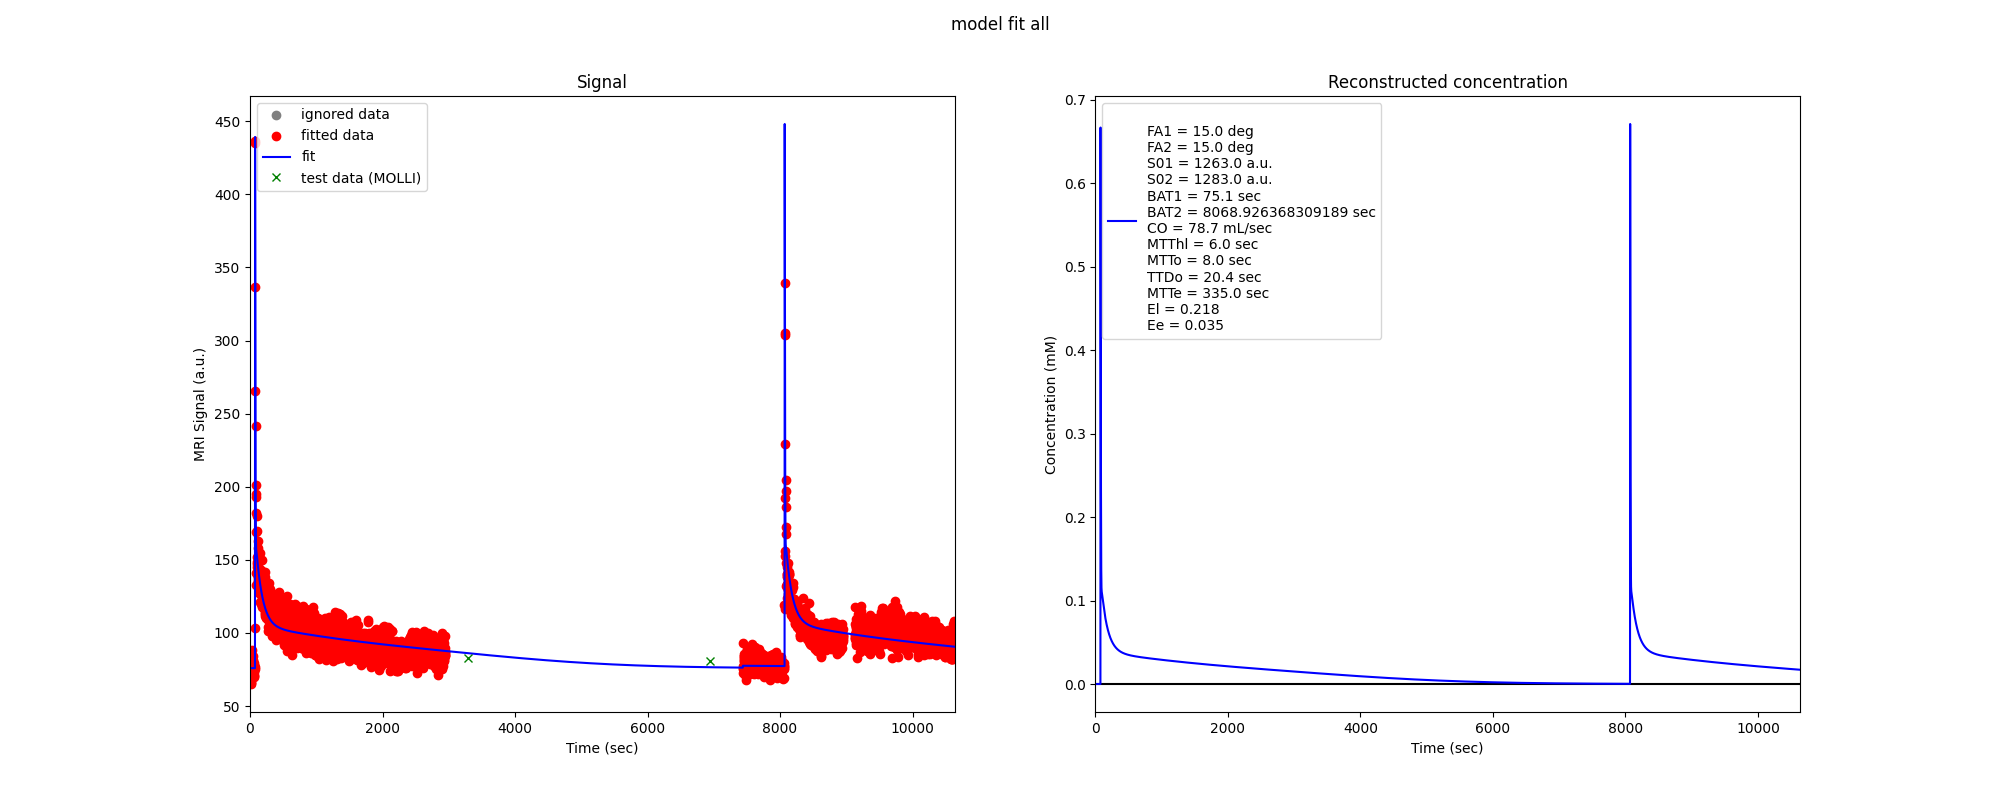 model fit all
Signal
450
400
350
300
250
200
150
100
50
MRI Signal (a.u.)
ignored data
fitted data
fit
test data (MOLLI)
0
2000
4000
6000
8000
10000
Time (sec)
Reconstructed concentration
0.7
0.6
0.5
0.4
0.3
0.2
0.1
0.0
Concentration (mM)
FA1 = 15.0 deg
FA2 = 15.0 deg
S01 = 1263.0 a.u.
S02 = 1283.0 a.u.
BAT1 = 75.1 sec
BAT2 = 8068.926368309189 sec
CO = 78.7 mL/sec
MTThl = 6.0 sec
MTTo = 8.0 sec
TTDo = 20.4 sec
MTTe = 335.0 sec
El = 0.218
Ee = 0.035
0
2000
4000
6000
8000
10000
Time (sec)